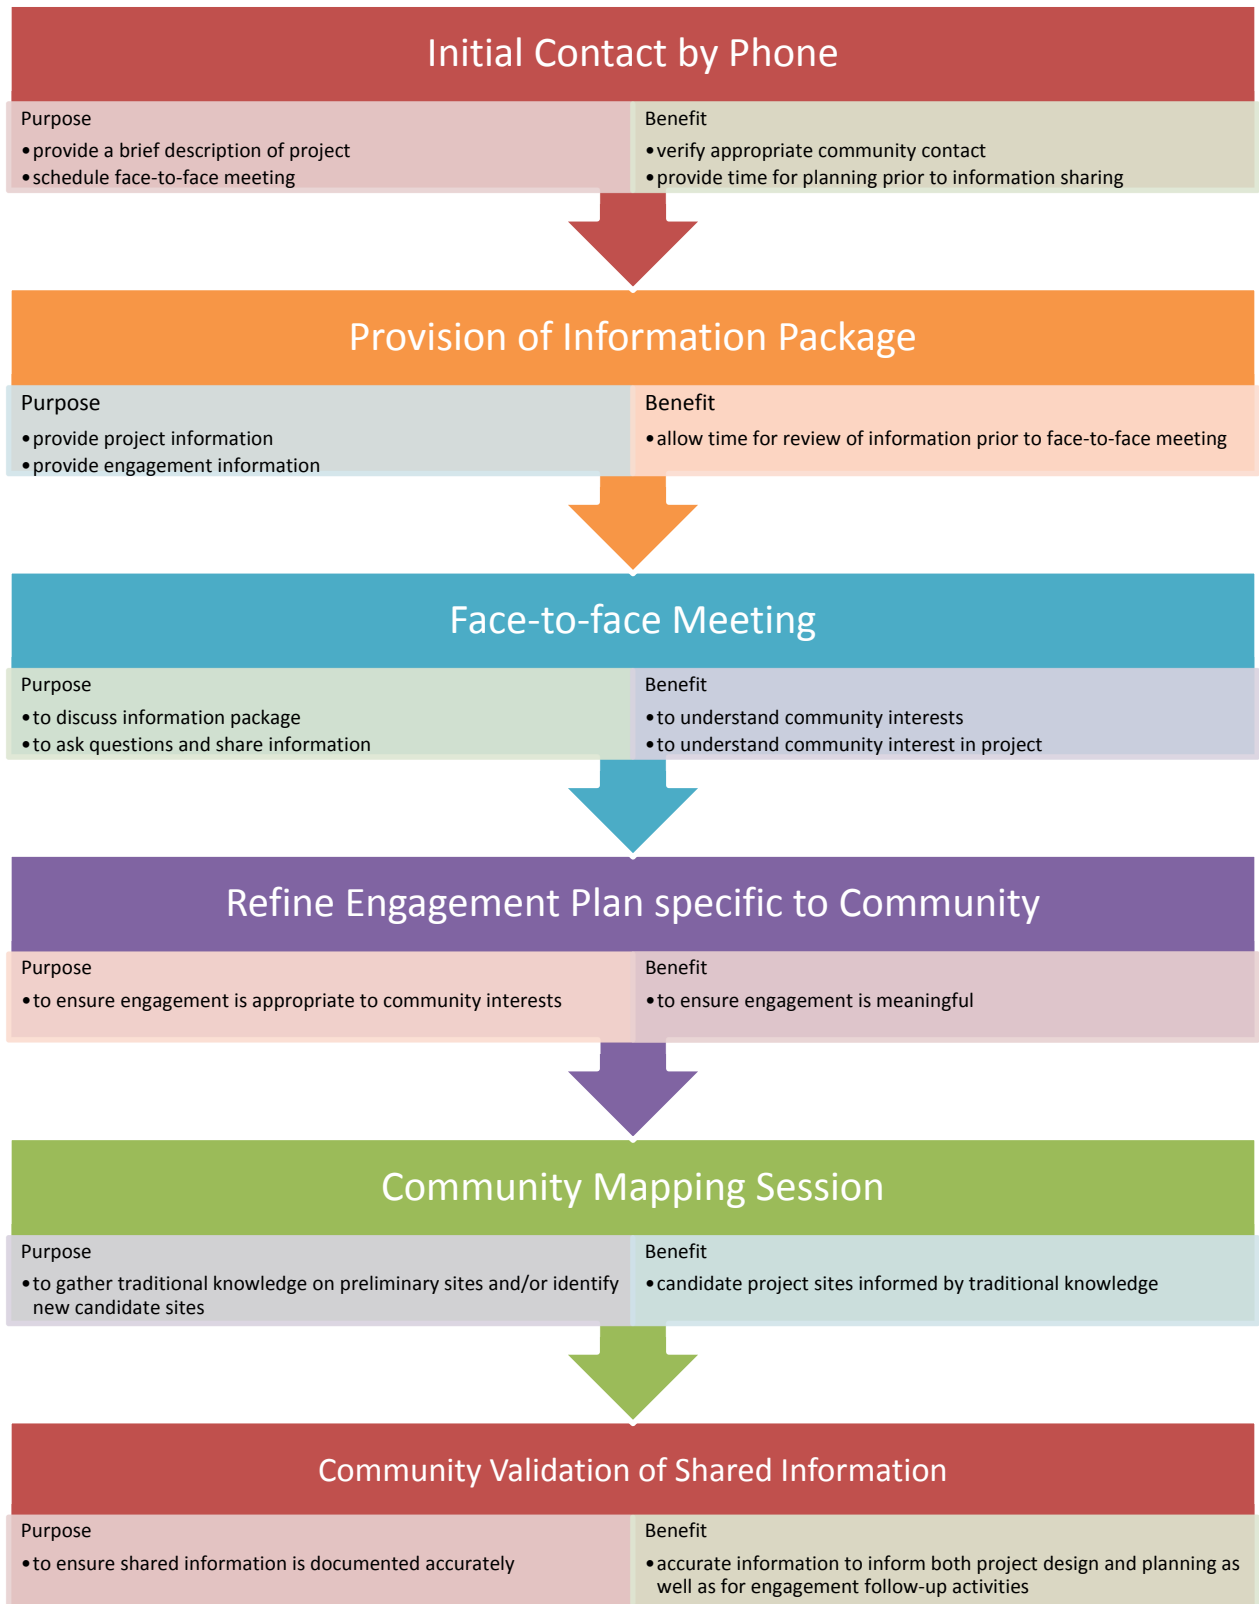 Initial Contact by Phone
Purpose
•provide a brief description of project
•schedule face-to-face meeting
Benefit
•verify appropriate community contact
•provide time for planning prior to information sharing
Provision of Information Package
Purpose
•provide project information
•provide engagement information
Benefit
•allow time for review of information prior to face-to-face meeting
Face-to-face Meeting
Purpose
•to discuss information package
•to ask questions and share information
Benefit
•to understand community interests
•to understand community interest in project
Refine Engagement Plan specific to Community
Purpose
•to ensure engagement is appropriate to community interests
Benefit
•to ensure engagement is meaningful
Community Mapping Session
Purpose
•to gather traditional knowledge on preliminary sites and/or identify
new candidate sites
Benefit
•candidate project sites informed by traditional knowledge
Community Validation of Shared Information
Purpose
•to ensure shared information is documented accurately
Benefit
•accurate information to inform both project design and planning as
well as for engagement follow-up activities